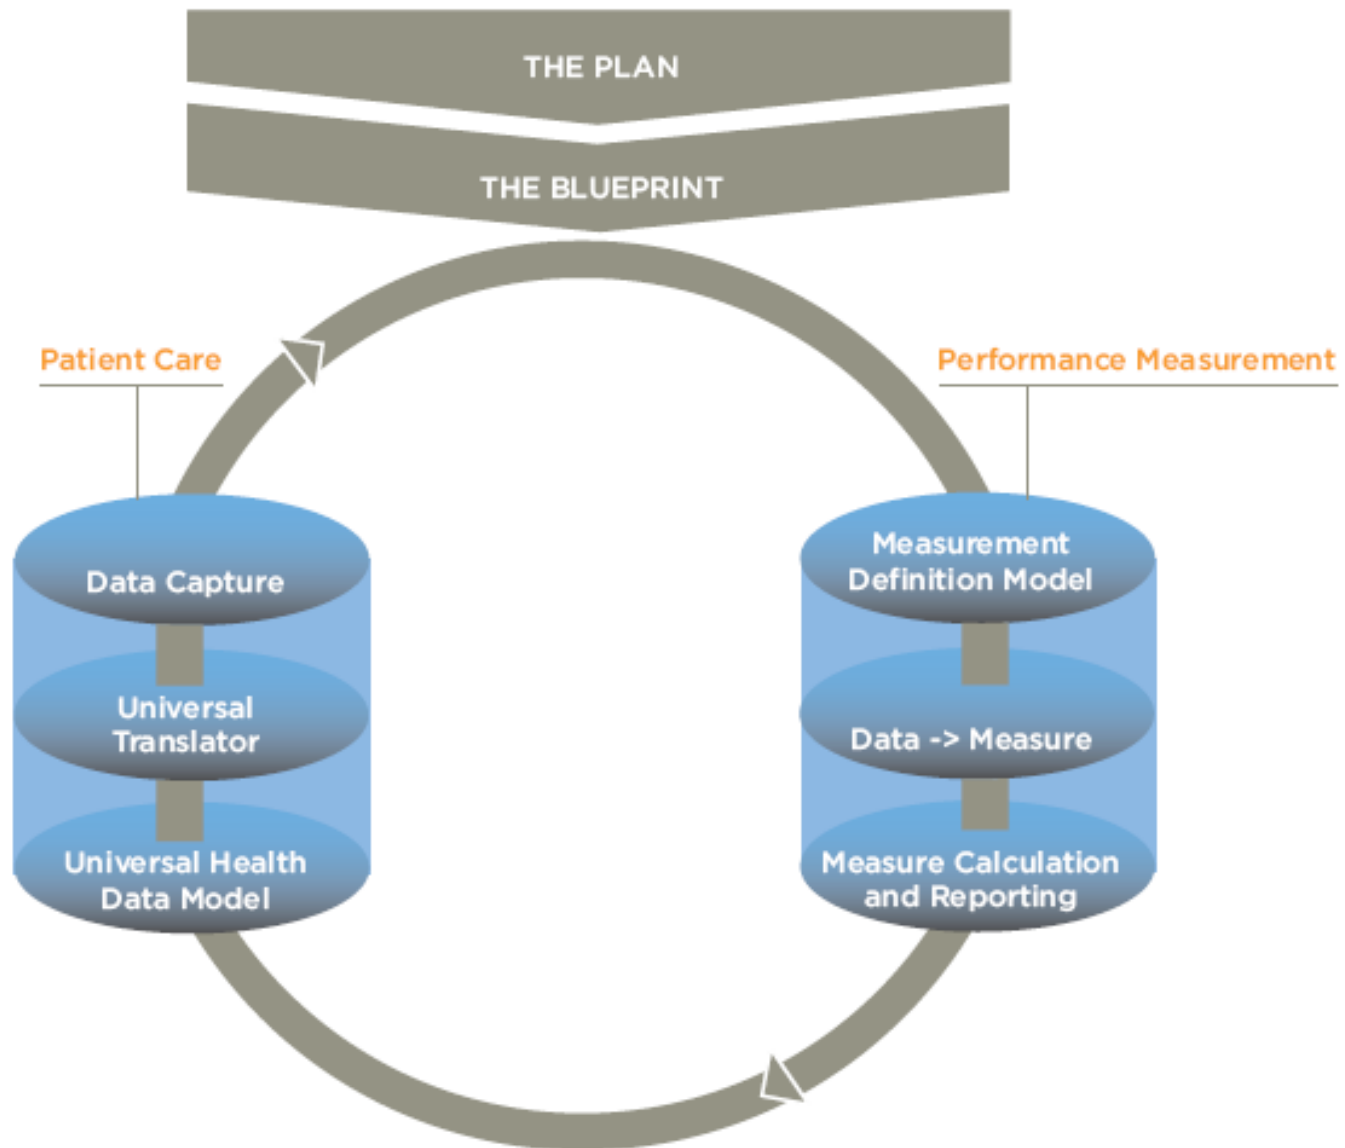 THE PLAN
THE BLUEPRINT
Patient Care
Performance Measurement
Data Capture
Universal
Translator
Universal Health
Data Model
Measurement
Definition Model
Data -> Measure
Measure Calculation
and Reporting